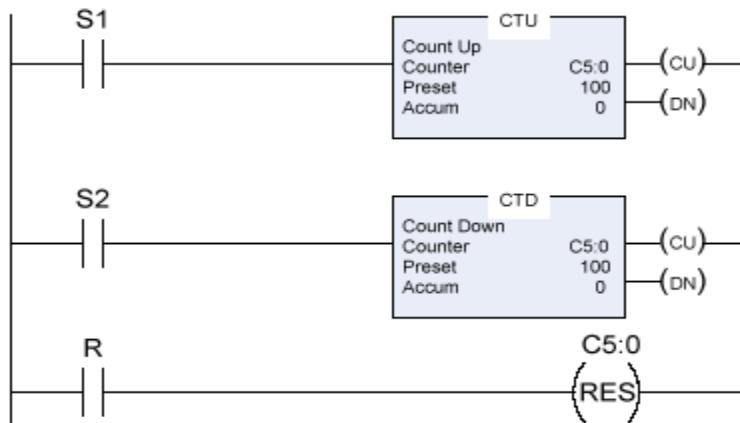 S1
CTU
Count Up
Counter C5:0
Preset 100
Accum 0
(CU)
(DN)
S2
CTD
Count Down
Counter C5:0
Preset 100
Accum 0
(CU)
(DN)
R
C5:0
(RES)